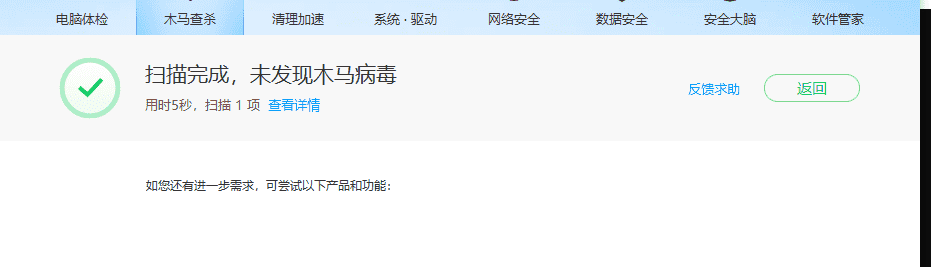 电脑体检 木马查杀 清理加速 系统·驱动 网络安全 数据安全 安全大脑 软件管家
扫描完成，未发现木马病毒
用时5秒，扫描 1 项 查看详情
反馈求助 返回
如您还有进一步需求，可尝试以下产品和功能：